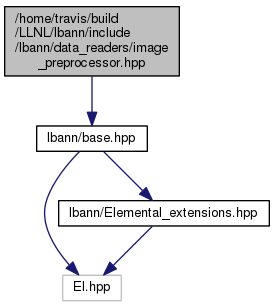 /home/travis/build
/LLNL/lbann/include
/lbann/data_readers/image
_preprocessor.hpp
lbann/base.hpp
lbann/Elemental_extensions.hpp
El.hpp